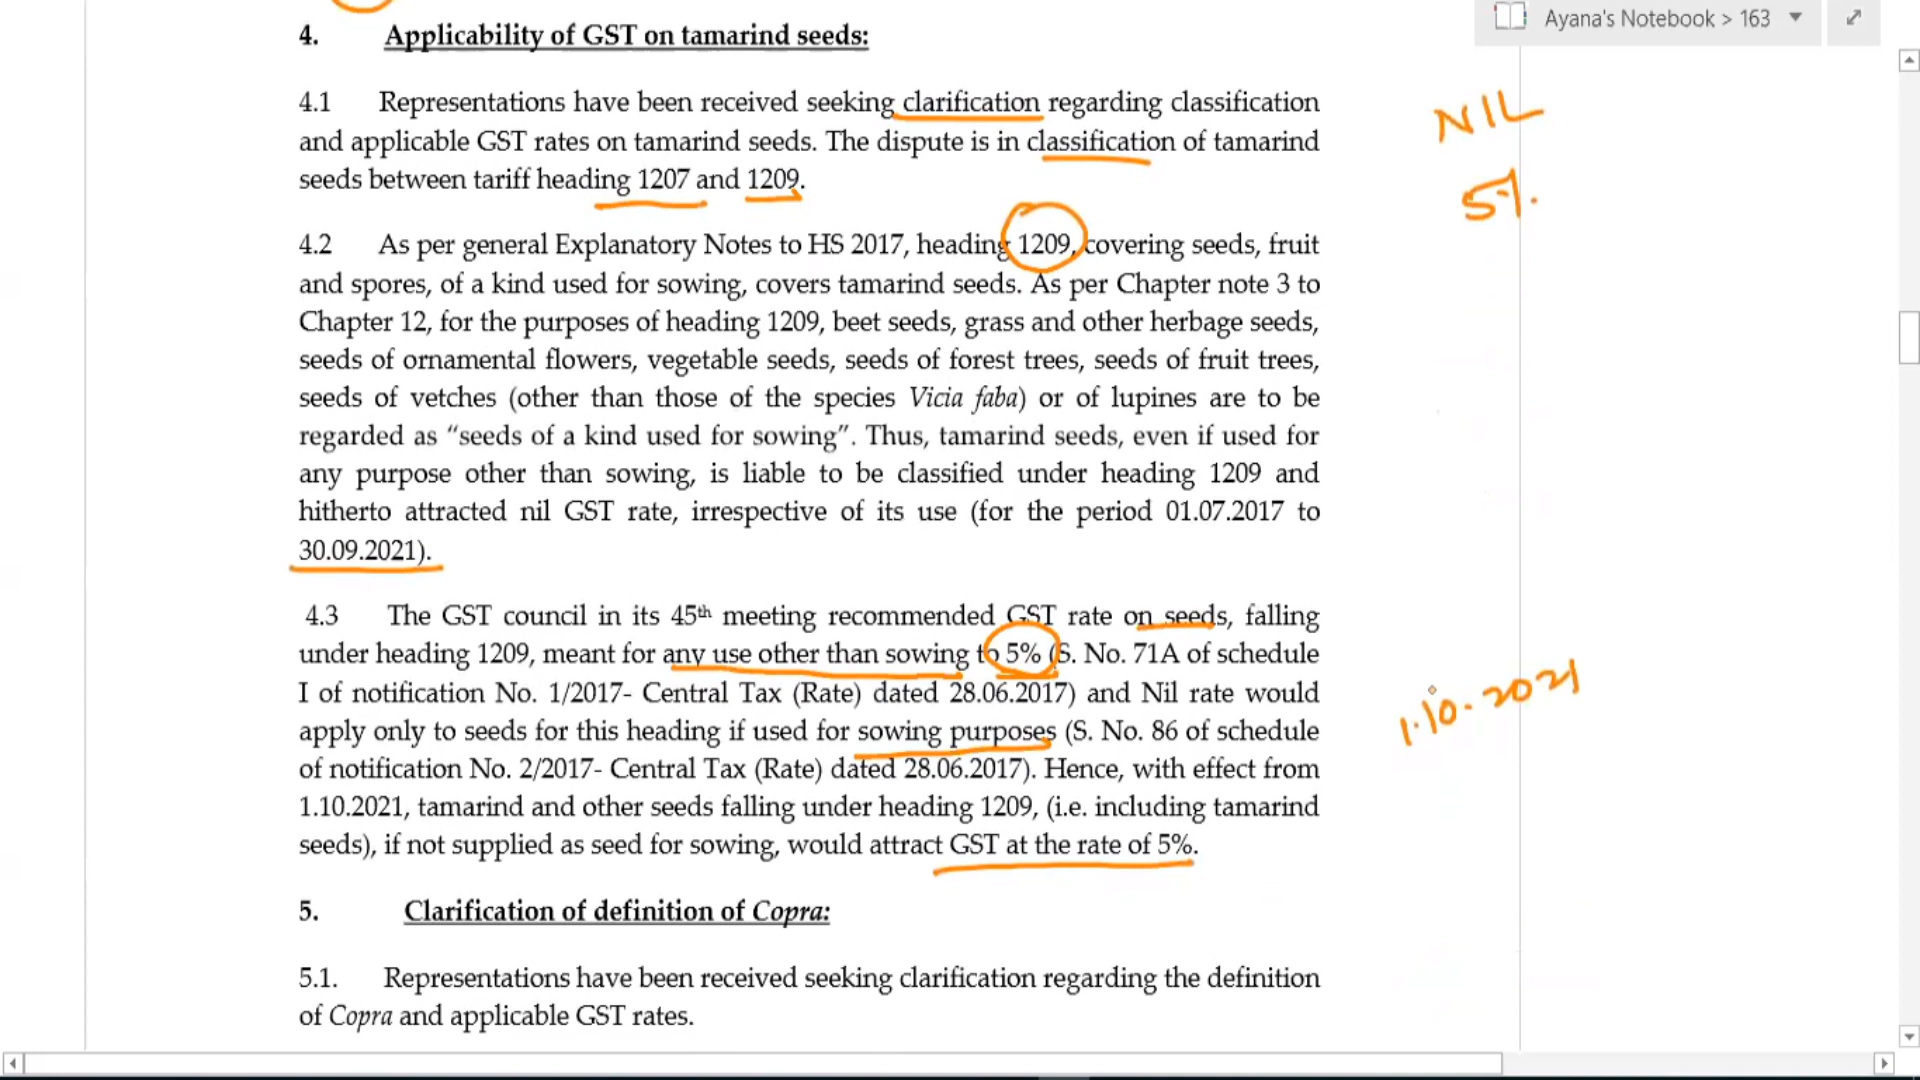 Ayana's Notebook > 163
4. Applicability of GST on tamarind seeds:
4.1 Representations have been received seeking clarification regarding classification
and applicable GST rates on tamarind seeds. The dispute is in classification of tamarind
seeds between tariff heading 1207 and 1209.
NIL
5%.
4.2 As per general Explanatory Notes to HS 2017, heading 1209, covering seeds, fruit
and spores, of a kind used for sowing, covers tamarind seeds. As per Chapter note 3 to
Chapter 12, for the purposes of heading 1209, beet seeds, grass and other herbage seeds,
seeds of ornamental flowers, vegetable seeds, seeds of forest trees, seeds of fruit trees,
seeds of vetches (other than those of the species Vicia faba) or of lupines are to be
regarded as “seeds of a kind used for sowing”. Thus, tamarind seeds, even if used for
any purpose other than sowing, is liable to be classified under heading 1209 and
hitherto attracted nil GST rate, irrespective of its use (for the period 01.07.2017 to
30.09.2021).
4.3 The GST council in its 45th meeting recommended GST rate on seeds, falling
under heading 1209, meant for any use other than sowing to 5% (S. No. 71A of schedule
I of notification No. 1/2017- Central Tax (Rate) dated 28.06.2017) and Nil rate would
apply only to seeds for this heading if used for sowing purposes (S. No. 86 of schedule
of notification No. 2/2017- Central Tax (Rate) dated 28.06.2017). Hence, with effect from
1.10.2021, tamarind and other seeds falling under heading 1209, (i.e. including tamarind
seeds), if not supplied as seed for sowing, would attract GST at the rate of 5%.
1.10.2021
5. Clarification of definition of Copra:
5.1. Representations have been received seeking clarification regarding the definition
of Copra and applicable GST rates.